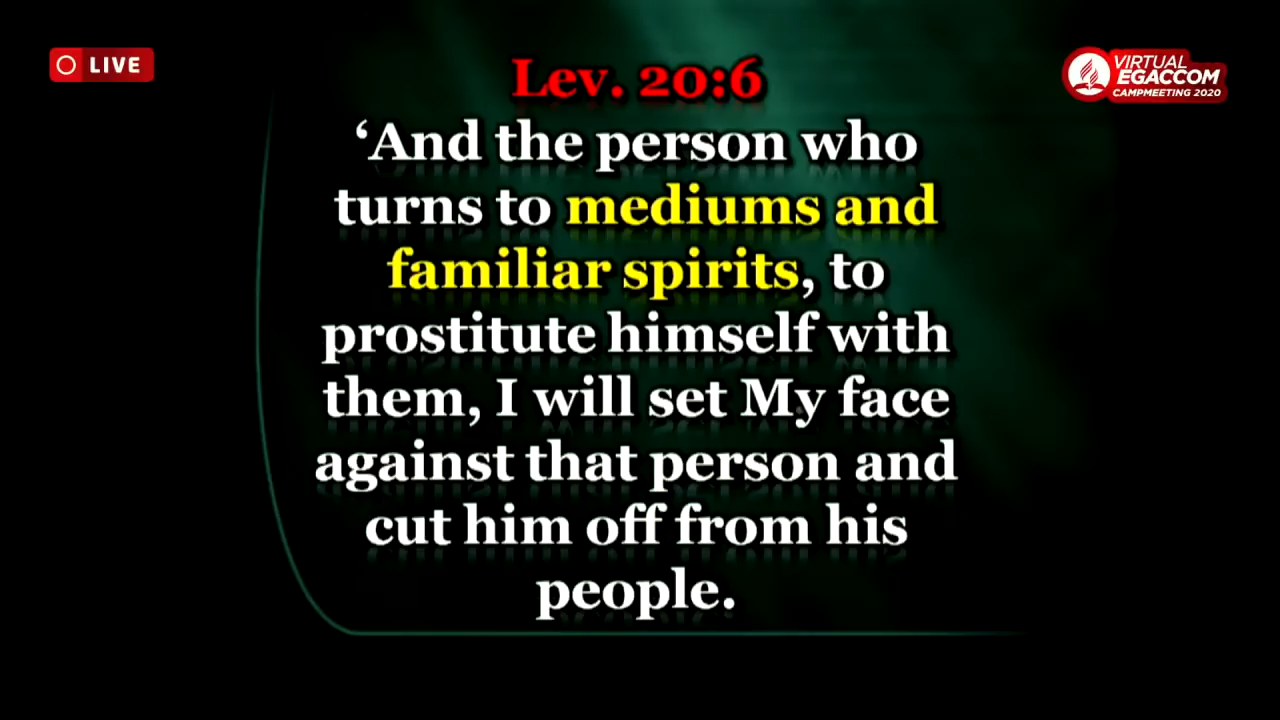 LIVE
VIRTUAL
EGACCOM
CAMPMEETING 2020
Lev. 20:6
‘And the person who
turns to mediums and
familiar spirits, to
prostitute himself with
them, I will set My face
against that person and
cut him off from his
people.